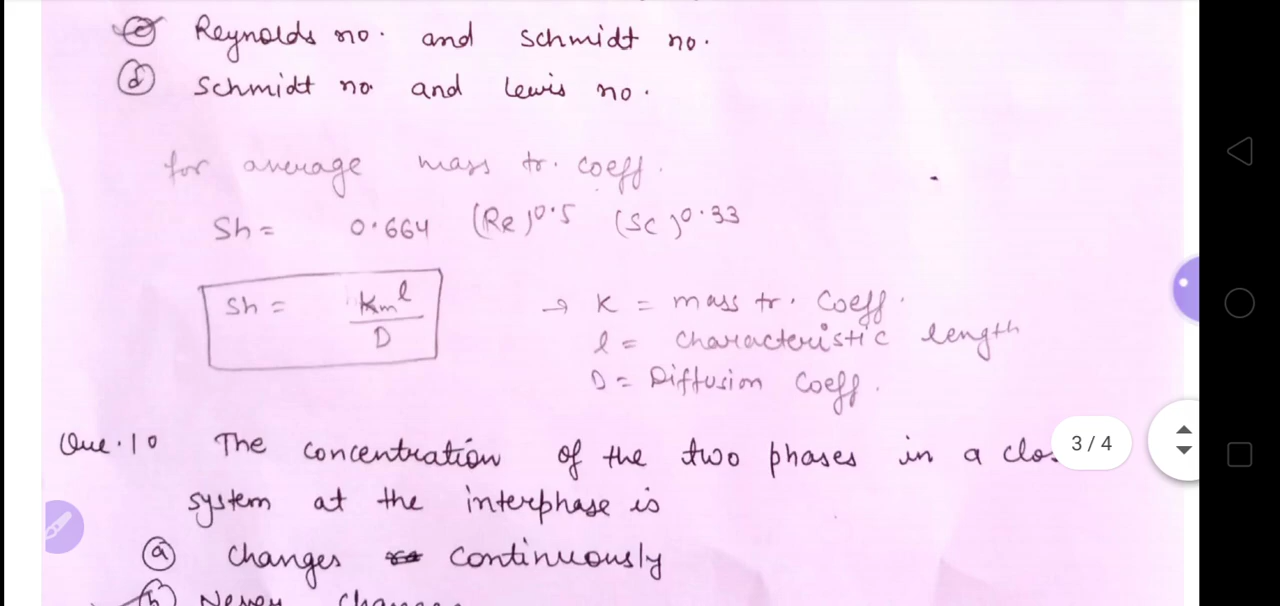 (c) Reynolds no. and schmidt no.
(d) Schmidt no. and Lewis no.
for average mass tr. coeff.
Sh = 0.664 (Re)0.5 (Sc)0.33
Sh = Kml / D
→ K = mass tr. Coeff.
l = characteristic length
D = Diffusion coeff.
3 / 4
Que.10 The concentration of the two phases in a clo
system at the interphase is
(a) changes continuously
(b) Never